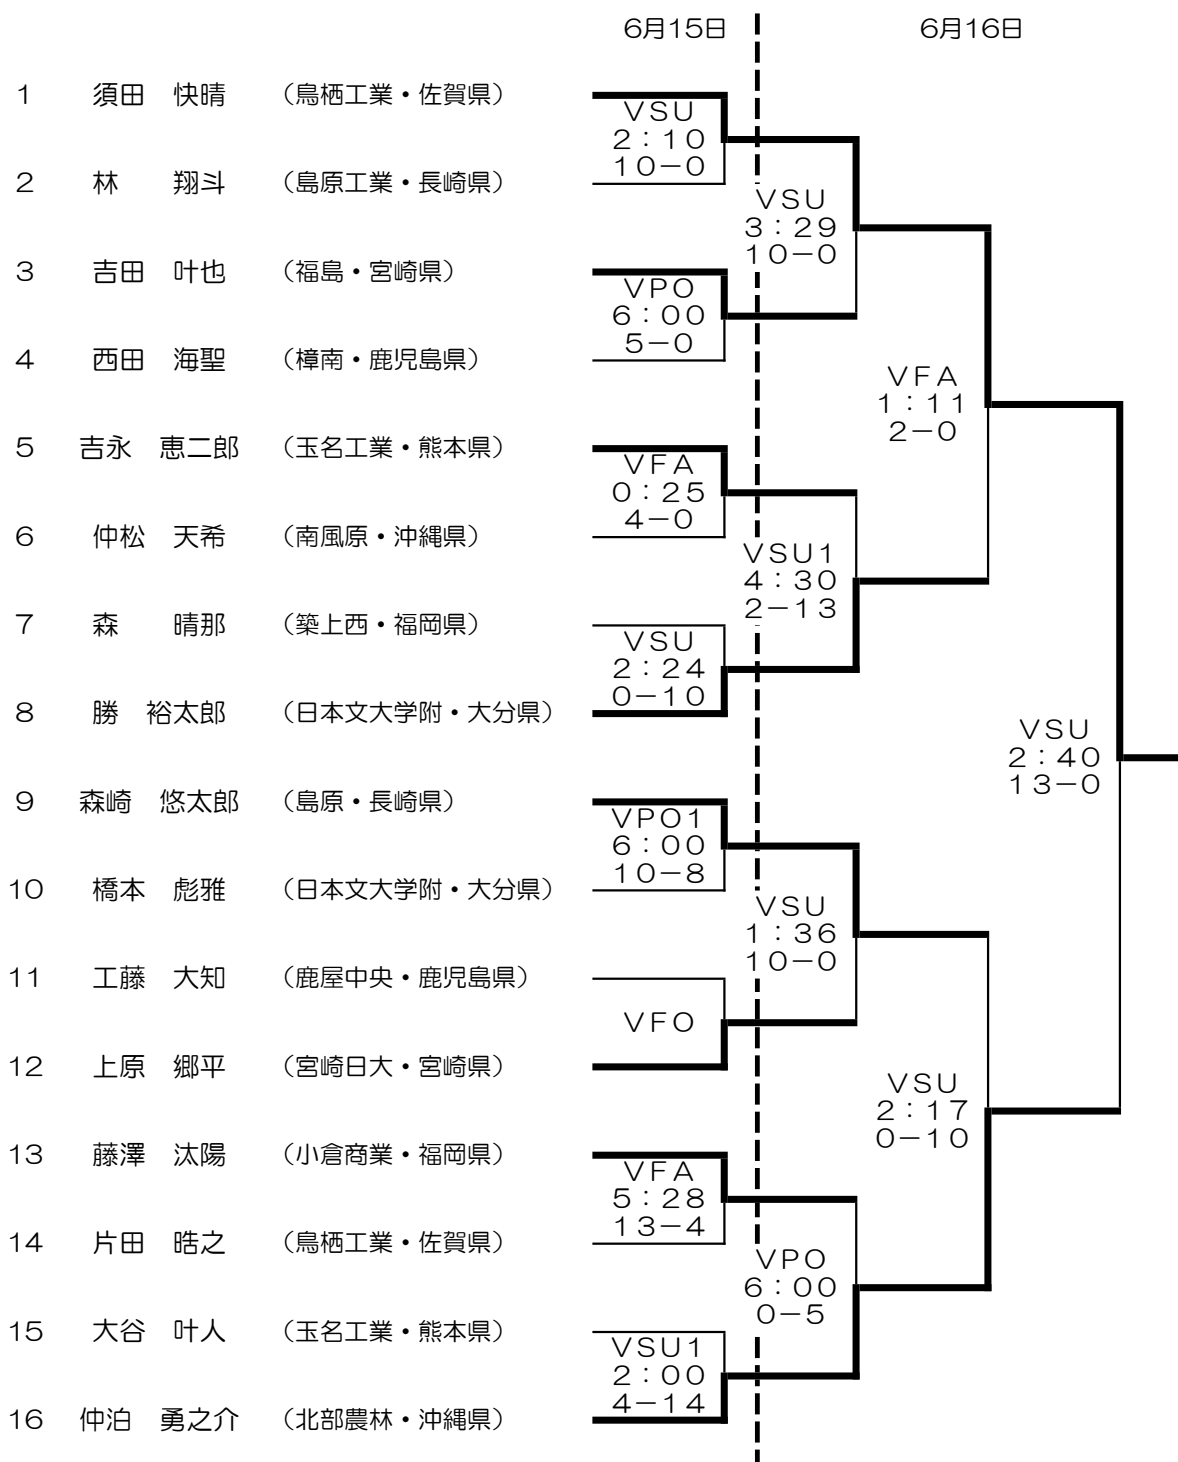 6月15日 6月16日
1 須田 快晴 （鳥栖工業・佐賀県）
VSU
2：10
10－0
2 林 翔斗 （島原工業・長崎県）
VSU
3：29
10－0
3 吉田 叶也 （福島・宮崎県）
VPO
6：00
5－0
4 西田 海聖 （樟南・鹿児島県）
VFA
1：11
2－0
5 吉永 恵二郎 （玉名工業・熊本県）
VFA
0：25
4－0
6 仲松 天希 （南風原・沖縄県）
VSU1
4：30
2－13
7 森 晴那 （築上西・福岡県）
VSU
2：24
0－10
8 勝 裕太郎 （日本文大学附・大分県）
VSU
2：40
13－0
9 森崎 悠太郎 （島原・長崎県）
VPO1
6：00
10－8
10 橋本 彪雅 （日本文大学附・大分県）
VSU
1：36
10－0
11 工藤 大知 （鹿屋中央・鹿児島県）
VFO
12 上原 郷平 （宮崎日大・宮崎県）
VSU
2：17
0－10
13 藤澤 汰陽 （小倉商業・福岡県）
VFA
5：28
13－4
14 片田 晧之 （鳥栖工業・佐賀県）
VPO
6：00
0－5
15 大谷 叶人 （玉名工業・熊本県）
VSU1
2：00
4－14
16 仲泊 勇之介 （北部農林・沖縄県）